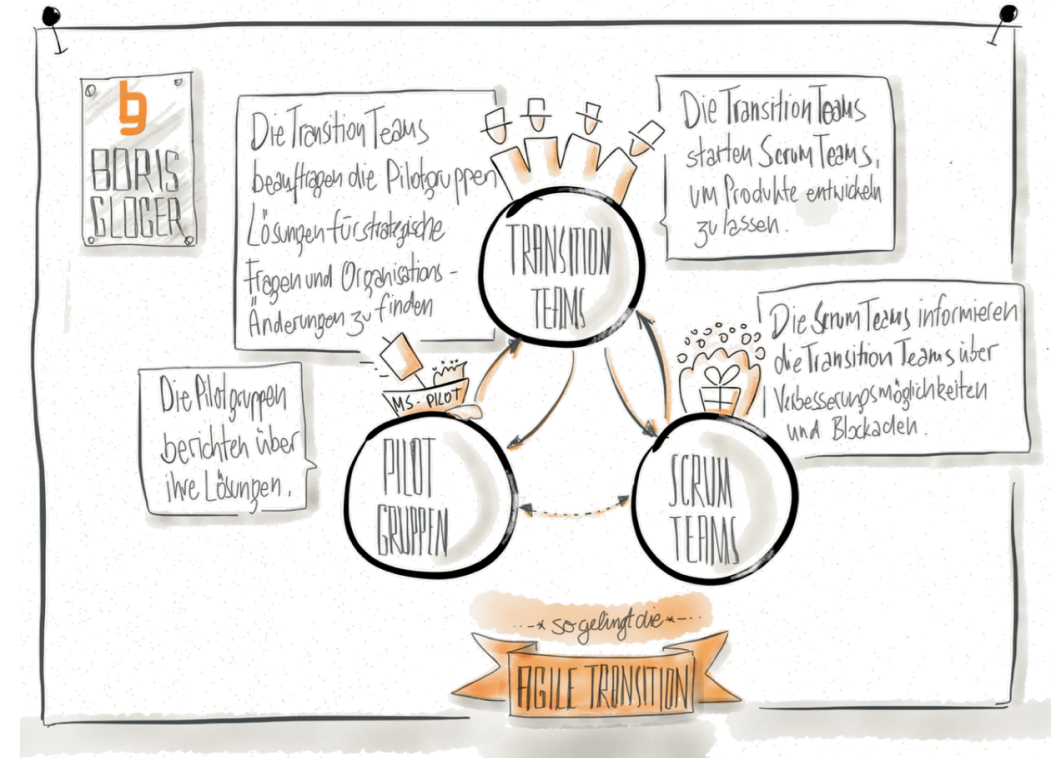 BORIS
GLOGER
Die Transition Teams
beauftragen die Pilotgruppen
Lösungen für strategische
Fragen und Organisations-
Änderungen zu finden
Die Transition Teams
starten Scrum Teams,
um Produkte entwickeln
zu lassen.
TRANSITION
TEAMS
Die Scrum Teams informieren
die Transition Teams über
Verbesserungsmöglichkeiten
und Blockaden.
Die Pilotgruppen
berichten über
ihre Lösungen.
MS-PILOT
PILOT
GRUPPEN
SCRUM
TEAMS
so gelingt die
AGILE TRANSITION